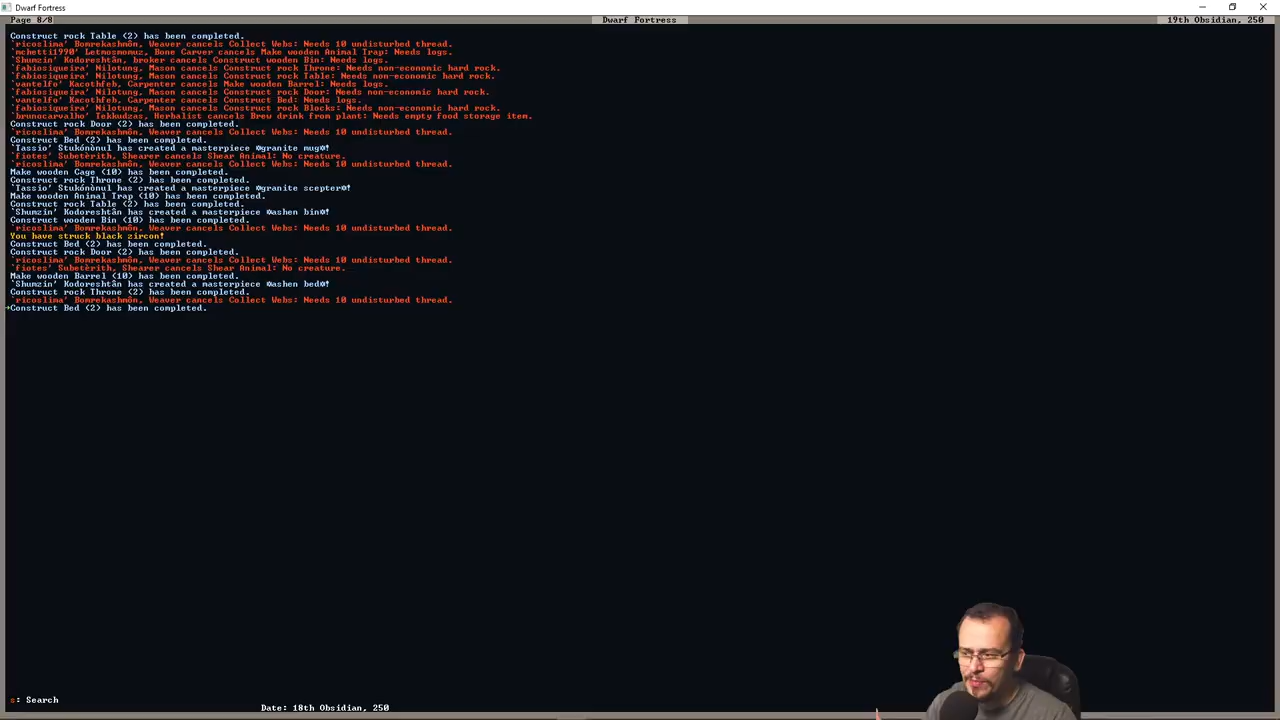 Dwarf Fortress
Page 8/8
Dwarf Fortress
19th Obsidian, 250
Construct rock Table (2) has been completed.
`ricoslima' Bomrekashmôn, Weaver cancels Collect Webs: Needs 10 undisturbed thread.
`mchetti1990' Letmosnomuz, Bone Carver cancels Make wooden Animal Trap: Needs logs.
`Shumzin' Kodoreshtân, broker cancels Construct wooden Bin: Needs logs.
`fabiosiqueira' Nilotung, Mason cancels Construct rock Throne: Needs non-economic hard rock.
`fabiosiqueira' Nilotung, Mason cancels Construct rock Table: Needs non-economic hard rock.
`vantelfo' Kacothfeb, Carpenter cancels Make wooden Barrel: Needs logs.
`fabiosiqueira' Nilotung, Mason cancels Construct rock Door: Needs non-economic hard rock.
`vantelfo' Kacothfeb, Carpenter cancels Construct Bed: Needs logs.
`fabiosiqueira' Nilotung, Mason cancels Construct rock Blocks: Needs non-economic hard rock.
`brunocarvalho' Tekkudzas, Herbalist cancels Brew drink from plant: Needs empty food storage item.
Construct rock Door (2) has been completed.
`ricoslima' Bomrekashmôn, Weaver cancels Collect Webs: Needs 10 undisturbed thread.
Construct Bed (2) has been completed.
`Tassio' Stukónònul has created a masterpiece ☼granite mug☼!
`fiotes' Subetèrith, Shearer cancels Shear Animal: No creature.
`ricoslima' Bomrekashmôn, Weaver cancels Collect Webs: Needs 10 undisturbed thread.
Make wooden Cage (10) has been completed.
Construct rock Throne (2) has been completed.
`Tassio' Stukónònul has created a masterpiece ☼granite scepter☼!
Make wooden Animal Trap (10) has been completed.
Construct rock Table (2) has been completed.
`Shumzin' Kodoreshtân has created a masterpiece ☼ashen bin☼!
Construct wooden Bin (10) has been completed.
`ricoslima' Bomrekashmôn, Weaver cancels Collect Webs: Needs 10 undisturbed thread.
You have struck black zircon!
Construct Bed (2) has been completed.
Construct rock Door (2) has been completed.
`ricoslima' Bomrekashmôn, Weaver cancels Collect Webs: Needs 10 undisturbed thread.
`fiotes' Subetèrith, Shearer cancels Shear Animal: No creature.
Make wooden Barrel (10) has been completed.
`Shumzin' Kodoreshtân has created a masterpiece ☼ashen bed☼!
Construct rock Throne (2) has been completed.
`ricoslima' Bomrekashmôn, Weaver cancels Collect Webs: Needs 10 undisturbed thread.
Construct Bed (2) has been completed.
s: Search
Date: 18th Obsidian, 250